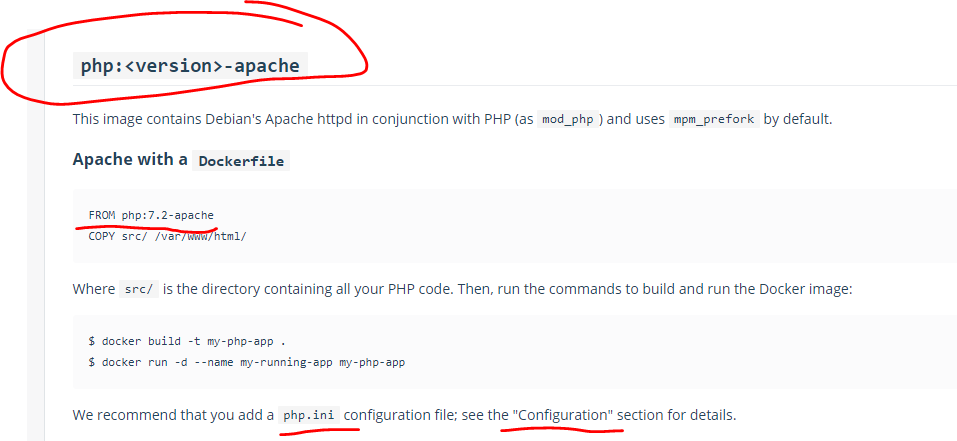 php:<version>-apache
This image contains Debian's Apache httpd in conjunction with PHP (as mod_php) and uses mpm_prefork by default.
Apache with a Dockerfile
FROM php:7.2-apache
COPY src/ /var/www/html/
Where src/ is the directory containing all your PHP code. Then, run the commands to build and run the Docker image:
$ docker build -t my-php-app .
$ docker run -d --name my-running-app my-php-app
We recommend that you add a php.ini configuration file; see the "Configuration" section for details.